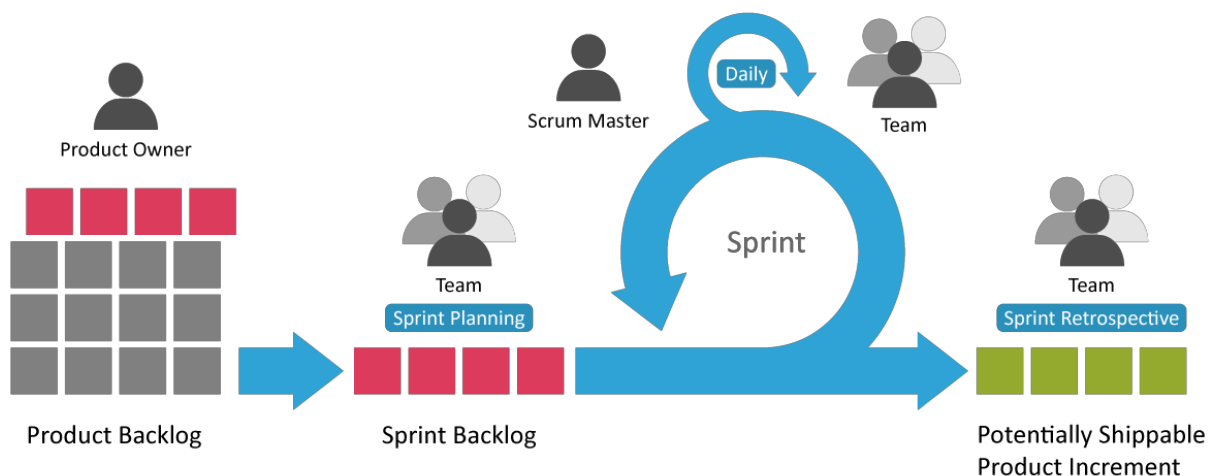 Product Owner
Product Backlog
Team
Sprint Planning
Sprint Backlog
Scrum Master
Daily
Team
Sprint
Team
Sprint Retrospective
Potentially Shippable
Product Increment